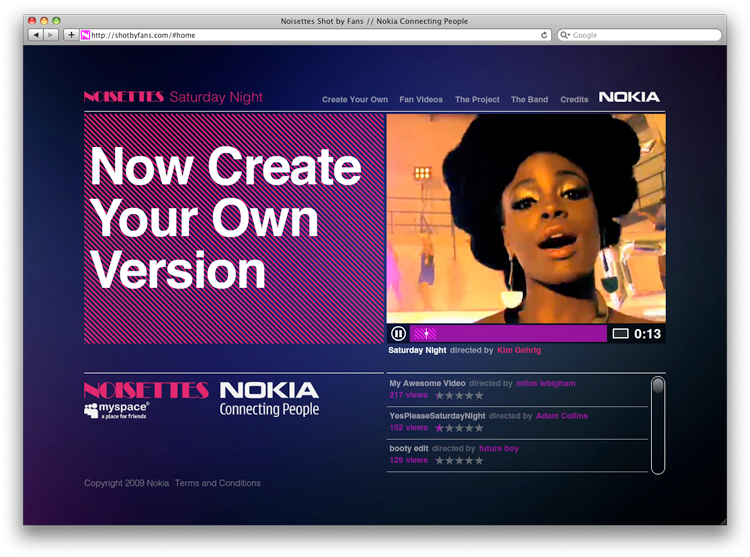 Noisettes Shot by Fans // Nokia Connecting People
http://shotbyfans.com/#home
Google
NOISETTES Saturday Night
Create Your Own Fan Videos The Project The Band Credits NOKIA
Now Create
Your Own
Version
0:13
Saturday Night directed by Kim Gehrig
NOISETTES NOKIA
myspace®
a place for friends
Connecting People
My Awesome Video directed by milos lebigham
217 views
YesPleaseSaturdayNight directed by Adam Collins
152 views
booty edit directed by future boy
129 views
Copyright 2009 Nokia Terms and Conditions